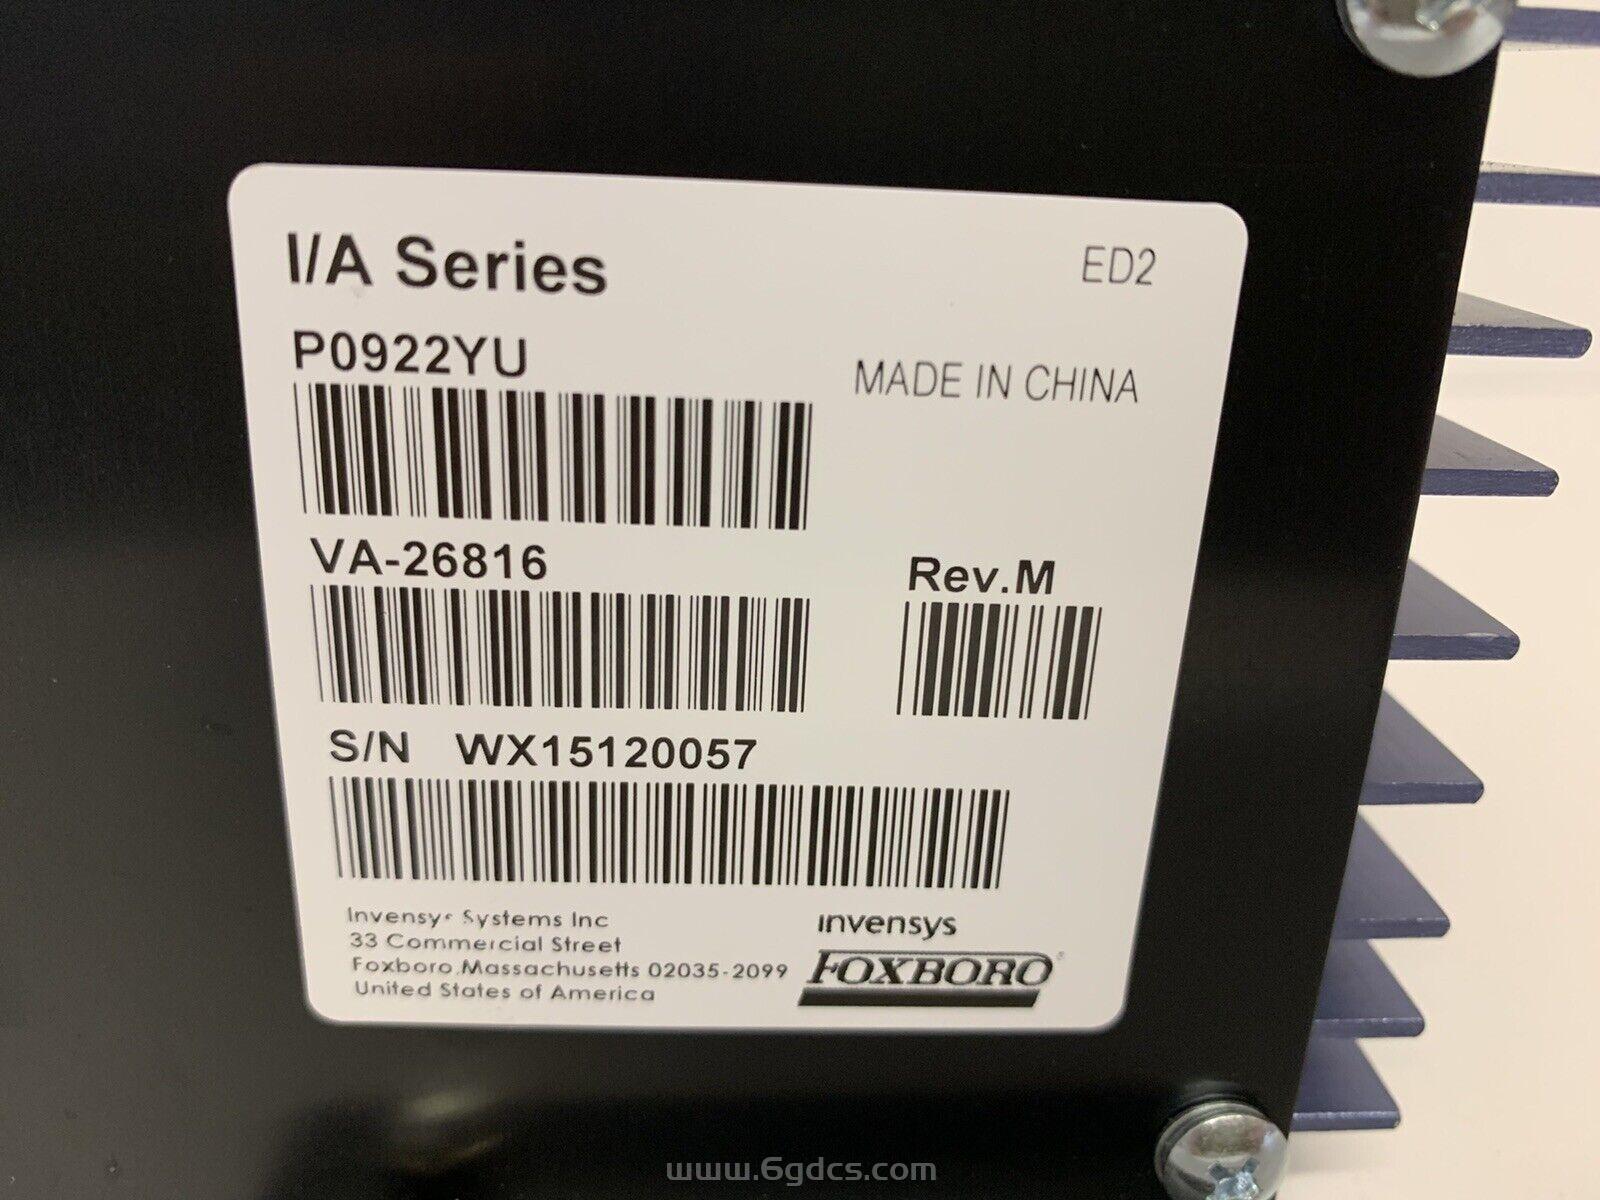 I/A Series
ED2
P0922YU
MADE IN CHINA
VA-26816
Rev.M
S/N WX15120057
Invensys Systems Inc
33 Commercial Street
Foxboro,Massachusetts 02035-2099
United States of America
invensys
FOXBORO®
www.6gdcs.com